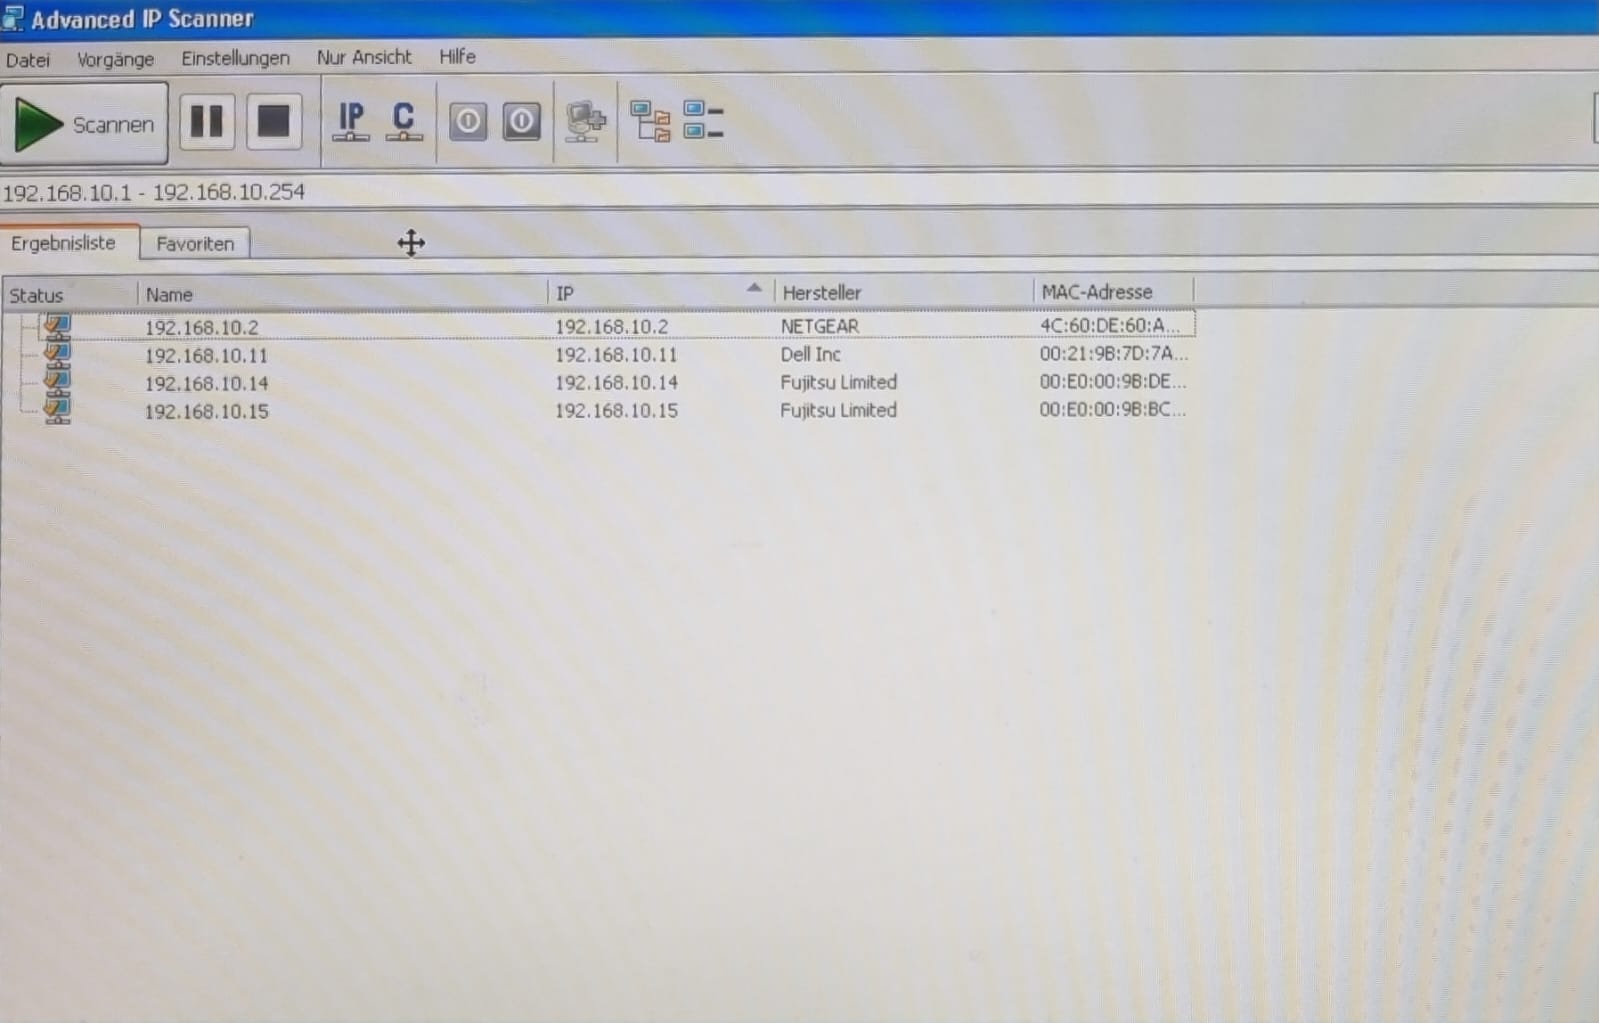 Advanced IP Scanner
Datei Vorgänge Einstellungen Nur Ansicht Hilfe
Scannen IP C
192.168.10.1 - 192.168.10.254
Ergebnisliste Favoriten
Status Name IP Hersteller MAC-Adresse
192.168.10.2 192.168.10.2 NETGEAR 4C:60:DE:60:A...
192.168.10.11 192.168.10.11 Dell Inc 00:21:9B:7D:7A...
192.168.10.14 192.168.10.14 Fujitsu Limited 00:E0:00:9B:DE...
192.168.10.15 192.168.10.15 Fujitsu Limited 00:E0:00:9B:BC...